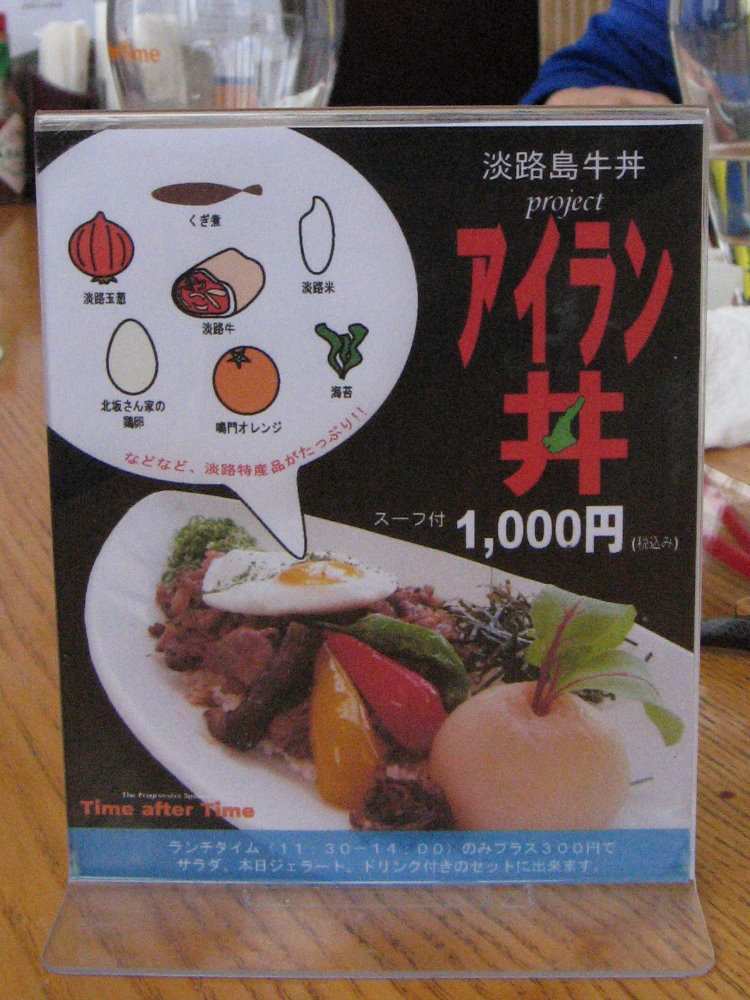 Time
淡路島牛丼
project
アイラン
丼
くぎ煮
淡路玉葱
淡路米
淡路牛
北坂さん家の
鶏卵
鳴門オレンジ
海苔
などなど、淡路特産品がたっぷり!!
スープ付 1,000円 (税込み)
The Progressive
Time after Time
ランチタイム（11：30－14：00）のみプラス300円で
サラダ、本日ジェラート、ドリンク付きのセットに出来ます。